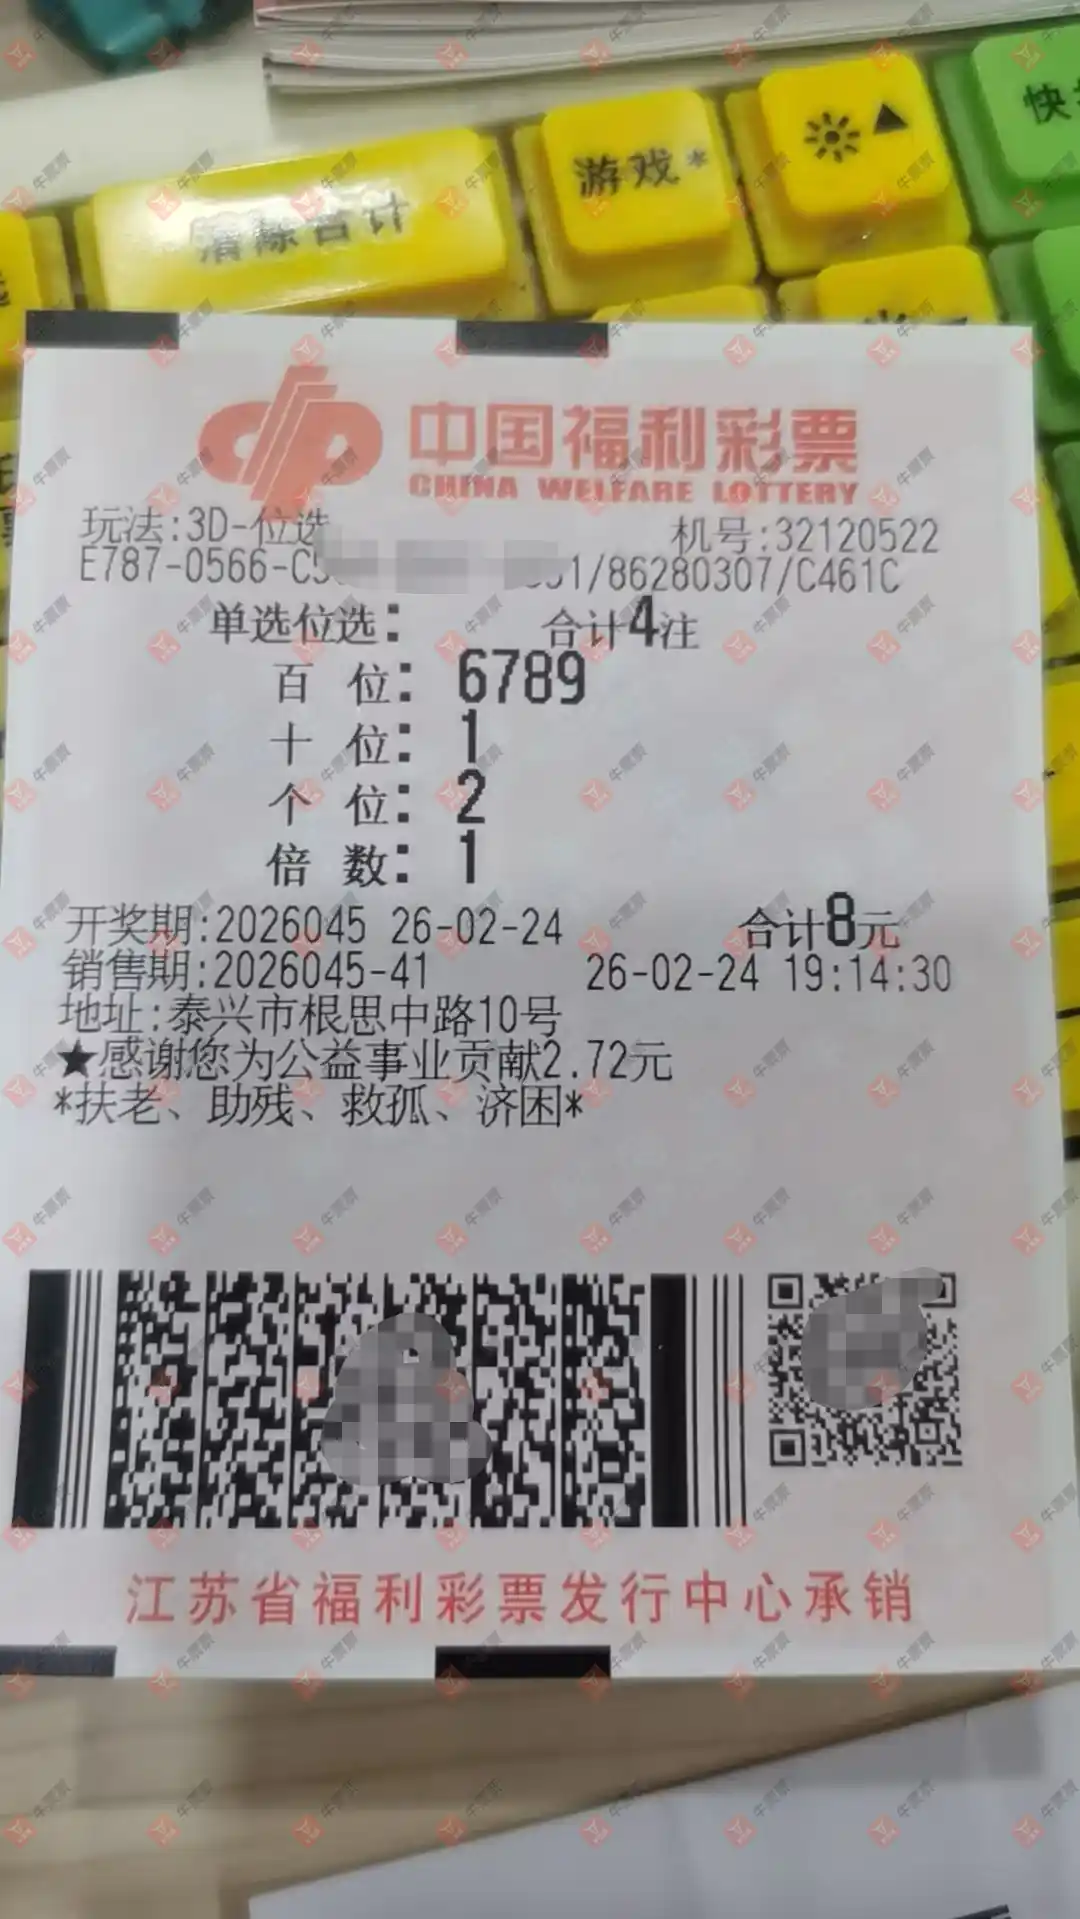 清除合计
游戏*
快
中国福利彩票
CHINA WELFARE LOTTERY
玩法:3D-位选
机号:32120522
E787-0566-C5 31/86280307/C461C
单选位选: 合计4注
百 位: 6789
十 位: 1
个 位: 2
倍 数: 1
开奖期:2026045 26-02-24 合计8元
销售期:2026045-41 26-02-24 19:14:30
地址:泰兴市根思中路10号
★感谢您为公益事业贡献2.72元
*扶老、助残、救孤、济困*
江苏省福利彩票发行中心承销
牛票票